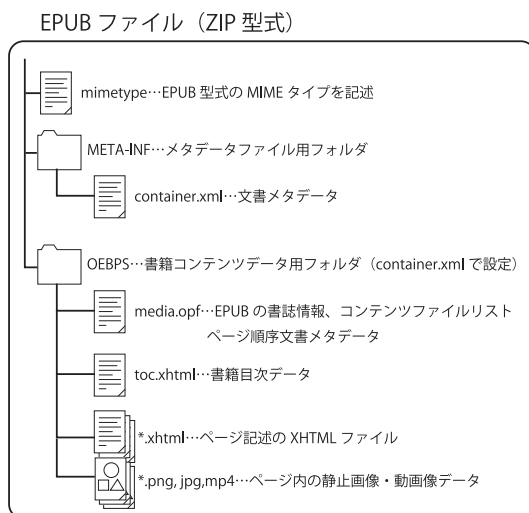 EPUB ファイル（ZIP 型式）
mimetype…EPUB 型式の MIME タイプを記述
META-INF…メタデータファイル用フォルダ
container.xml…文書メタデータ
OEBPS…書籍コンテンツデータ用フォルダ（container.xml で設定）
media.opf…EPUB の書誌情報、コンテンツファイルリスト
ページ順序文書メタデータ
toc.xhtml…書籍目次データ
*.xhtml…ページ記述の XHTML ファイル
*.png, jpg,mp4…ページ内の静止画像・動画像データ